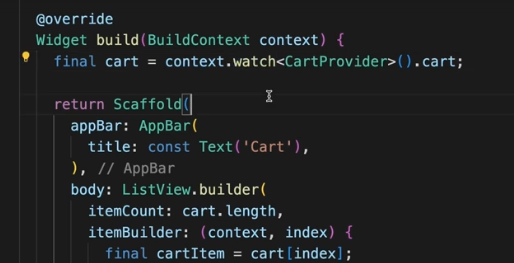 @override
Widget build(BuildContext context) {
final cart = context.watch<CartProvider>().cart;
return Scaffold(
appBar: AppBar(
title: const Text('Cart'),
), // AppBar
body: ListView.builder(
itemCount: cart.length,
itemBuilder: (context, index) {
final cartItem = cart[index];